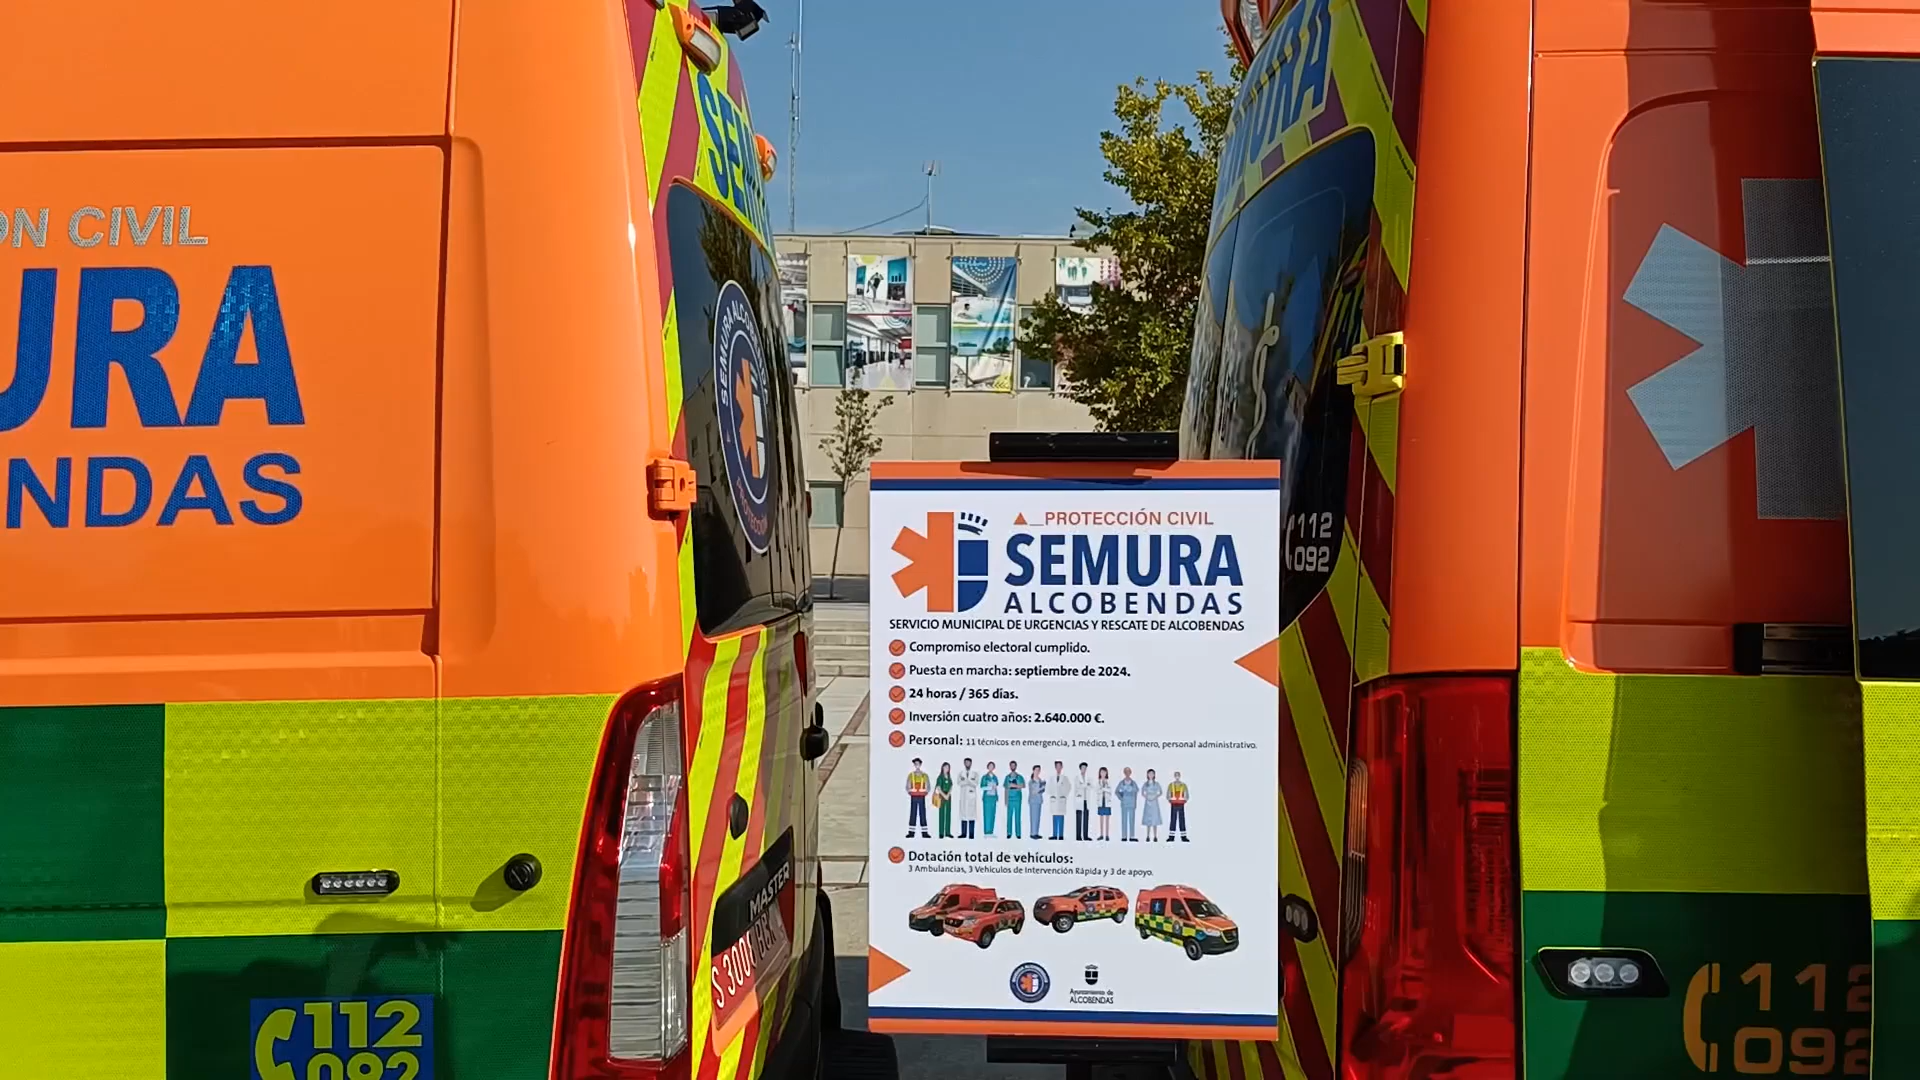 ON CIVIL
URA
NDAS
112
092
SEMURA ALCOBENDAS
MASTER
SEMURA
112
092
112
092
PROTECCIÓN CIVIL
SEMURA
ALCOBENDAS
SERVICIO MUNICIPAL DE URGENCIAS Y RESCATE DE ALCOBENDAS
Compromiso electoral cumplido.
Puesta en marcha: septiembre de 2024.
24 horas / 365 días.
Inversión cuatro años: 2.640.000 €.
Personal: 11 técnicos en emergencia, 1 médico, 1 enfermero, personal administrativo.
Dotación total de vehículos:
3 Ambulancias, 3 Vehículos de Intervención Rápida y 3 de apoyo.
Ayuntamiento de
ALCOBENDAS